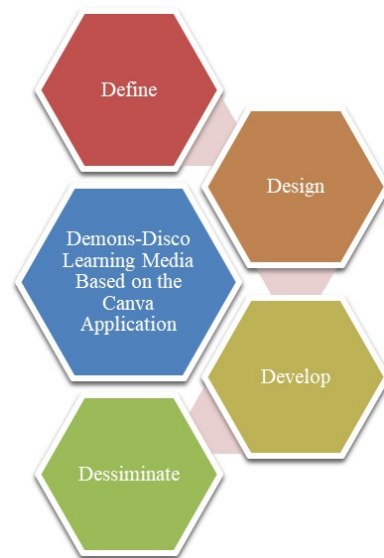 Define
Design
Demons-Disco
Learning Media
Based on the
Canva
Application
Develop
Dessiminate